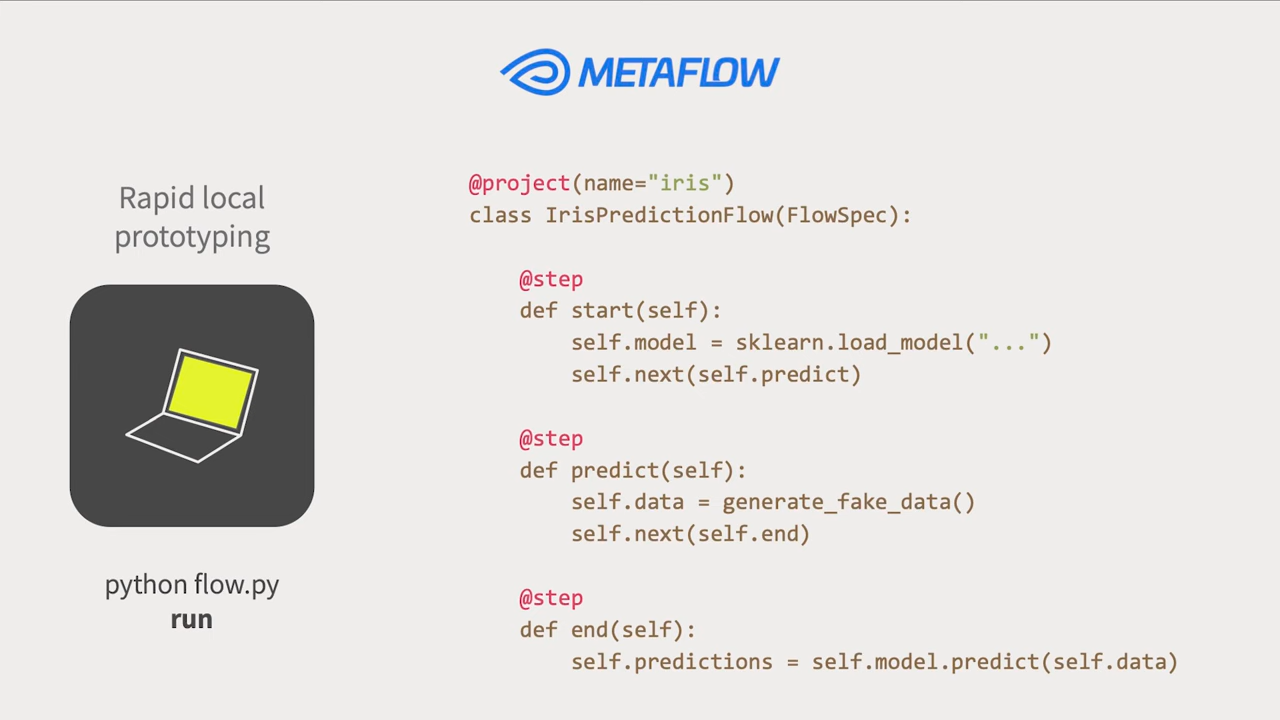 METAFLOW
Rapid local
prototyping
python flow.py
run
@project(name="iris")
class IrisPredictionFlow(FlowSpec):
@step
def start(self):
self.model = sklearn.load_model("...")
self.next(self.predict)
@step
def predict(self):
self.data = generate_fake_data()
self.next(self.end)
@step
def end(self):
self.predictions = self.model.predict(self.data)